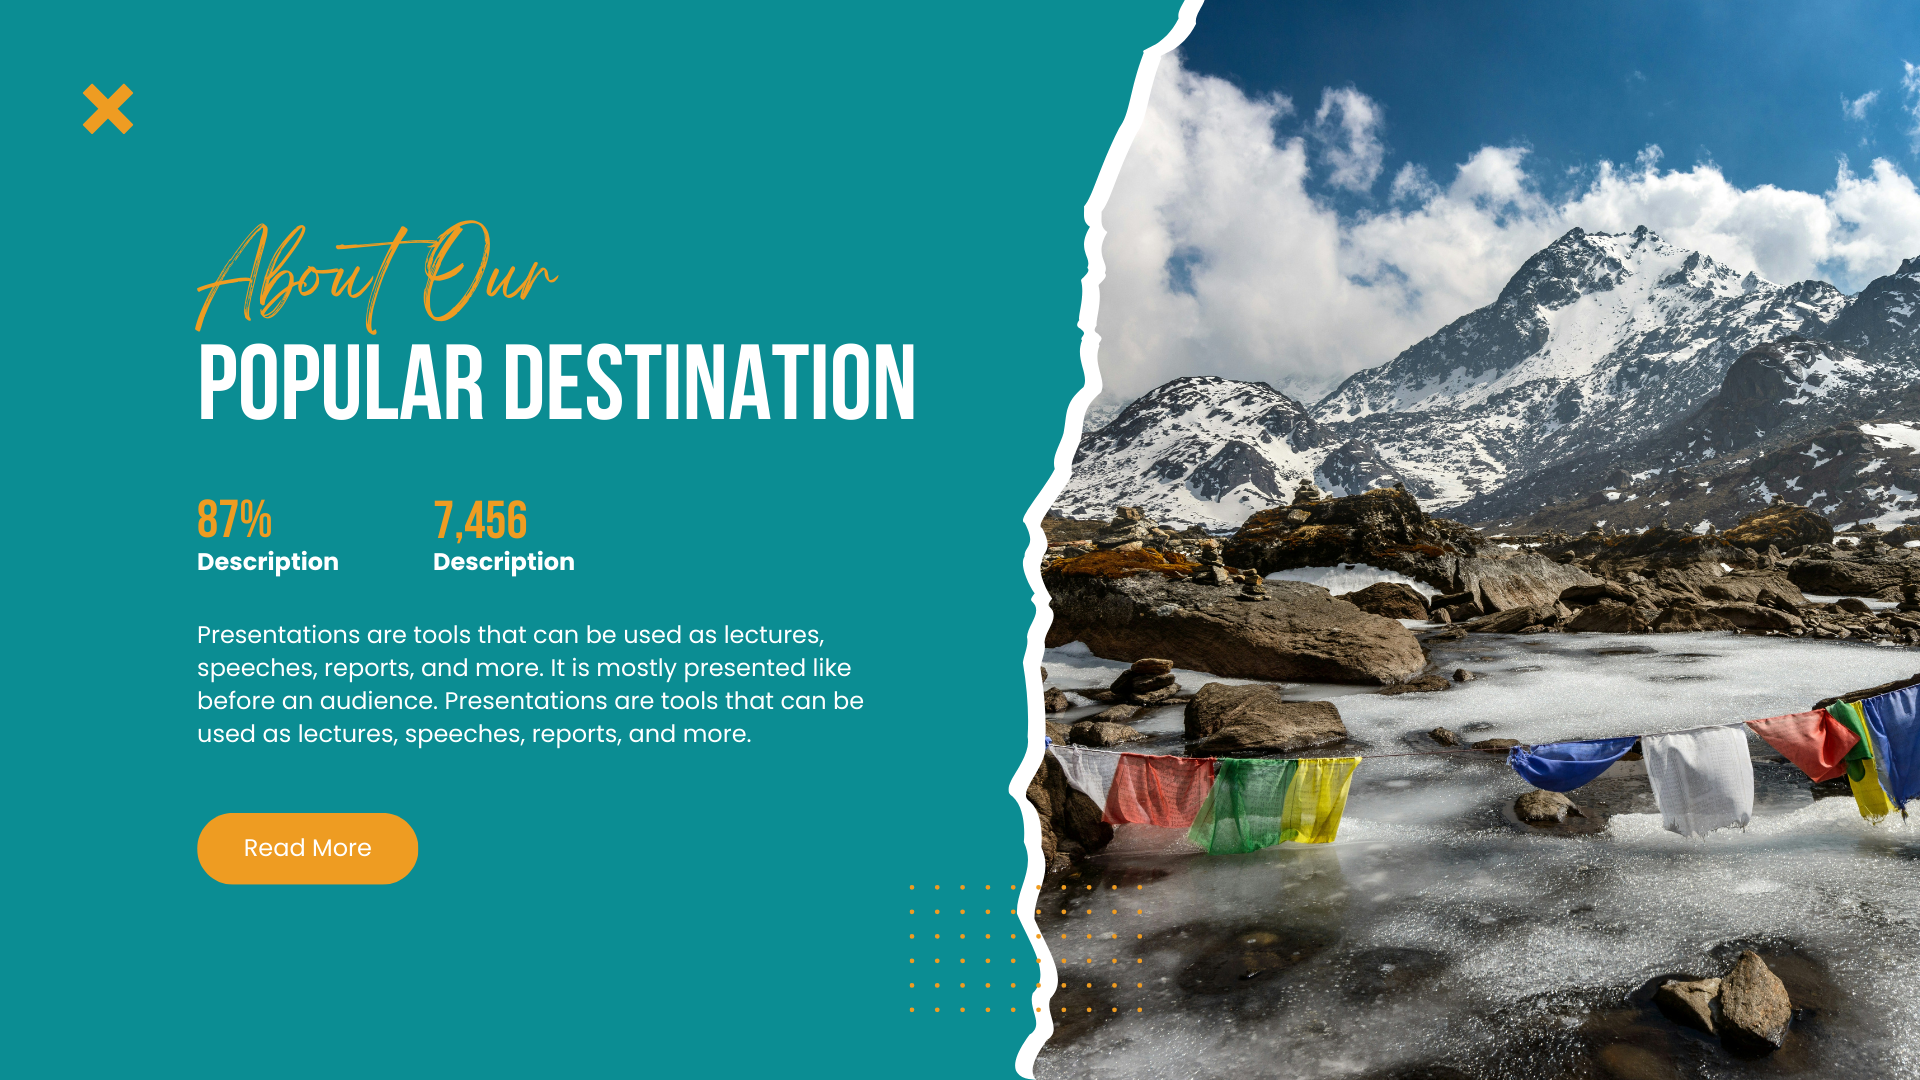 About Our
POPULAR DESTINATION
87%
Description
7,456
Description
Presentations are tools that can be used as lectures,
speeches, reports, and more. It is mostly presented like
before an audience. Presentations are tools that can be
used as lectures, speeches, reports, and more.
Read More